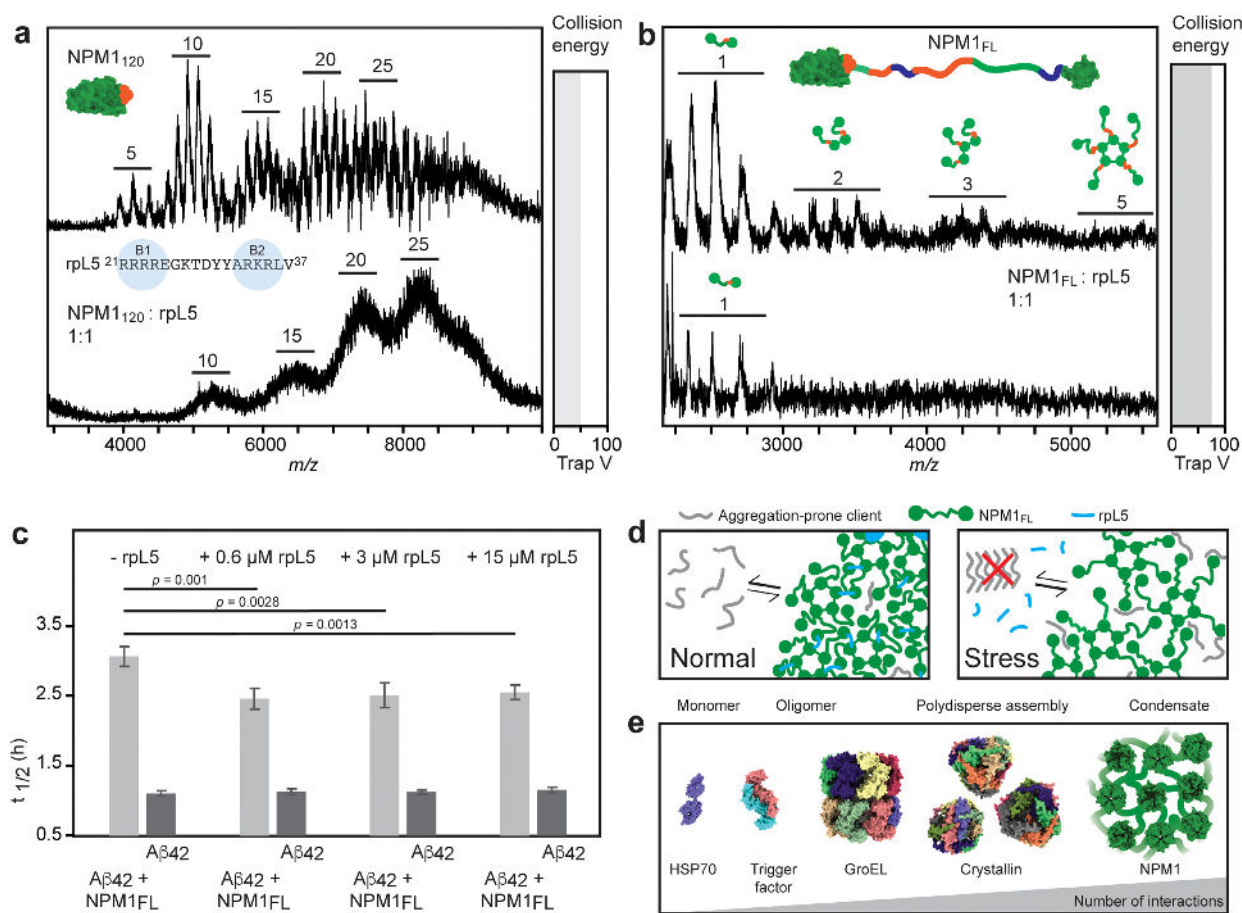 a
NPM1120
5
10
15
20
25
Collision
energy
rpL5 21RRRREGKTDYYARKRLV37
B1
B2
NPM1120 : rpL5
1:1
10
15
20
25
4000
6000
8000
m/z
0
100
Trap V
b
NPM1FL
1
2
3
5
Collision
energy
NPM1FL : rpL5
1:1
1
3000
4000
5000
m/z
0
100
Trap V
c
- rpL5
+ 0.6 µM rpL5
+ 3 µM rpL5
+ 15 µM rpL5
p = 0.001
p = 0.0028
p = 0.0013
t 1/2 (h)
3.5
2.5
1.5
0.5
Aβ42
Aβ42
Aβ42
Aβ42
Aβ42 +
NPM1FL
Aβ42 +
NPM1FL
Aβ42 +
NPM1FL
Aβ42 +
NPM1FL
d
Aggregation-prone client
NPM1FL
rpL5
Normal
Stress
e
Monomer
Oligomer
Polydisperse assembly
Condensate
HSP70
Trigger
factor
GroEL
Crystallin
NPM1
Number of interactions